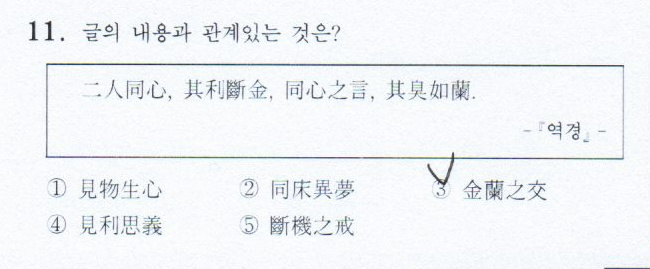 11. 글의 내용과 관계있는 것은?
二人同心, 其利斷金, 同心之言, 其臭如蘭.
-『역경』-
① 見物生心 ② 同床異夢 ③ 金蘭之交
④ 見利思義 ⑤ 斷機之戒